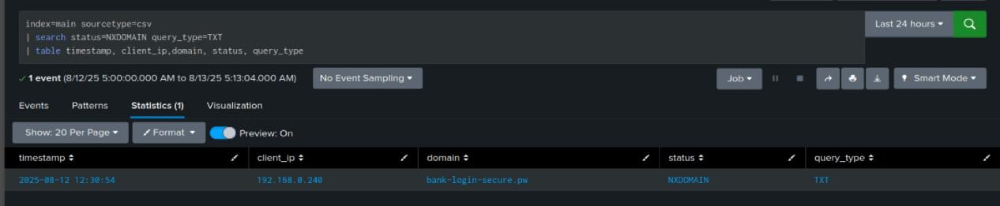 index=main sourcetype=csv
| search status=NXDOMAIN query_type=TXT
| table timestamp, client_ip,domain, status, query_type
Last 24 hours
1 event (8/12/25 5:00:00.000 AM to 8/13/25 5:13:04.000 AM)
No Event Sampling
Job
Smart Mode
Events Patterns Statistics (1) Visualization
Show: 20 Per Page Format Preview: On
timestamp client_ip domain status query_type
2025-08-12 12:30:54 192.168.0.240 bank-login-secure.pw NXDOMAIN TXT